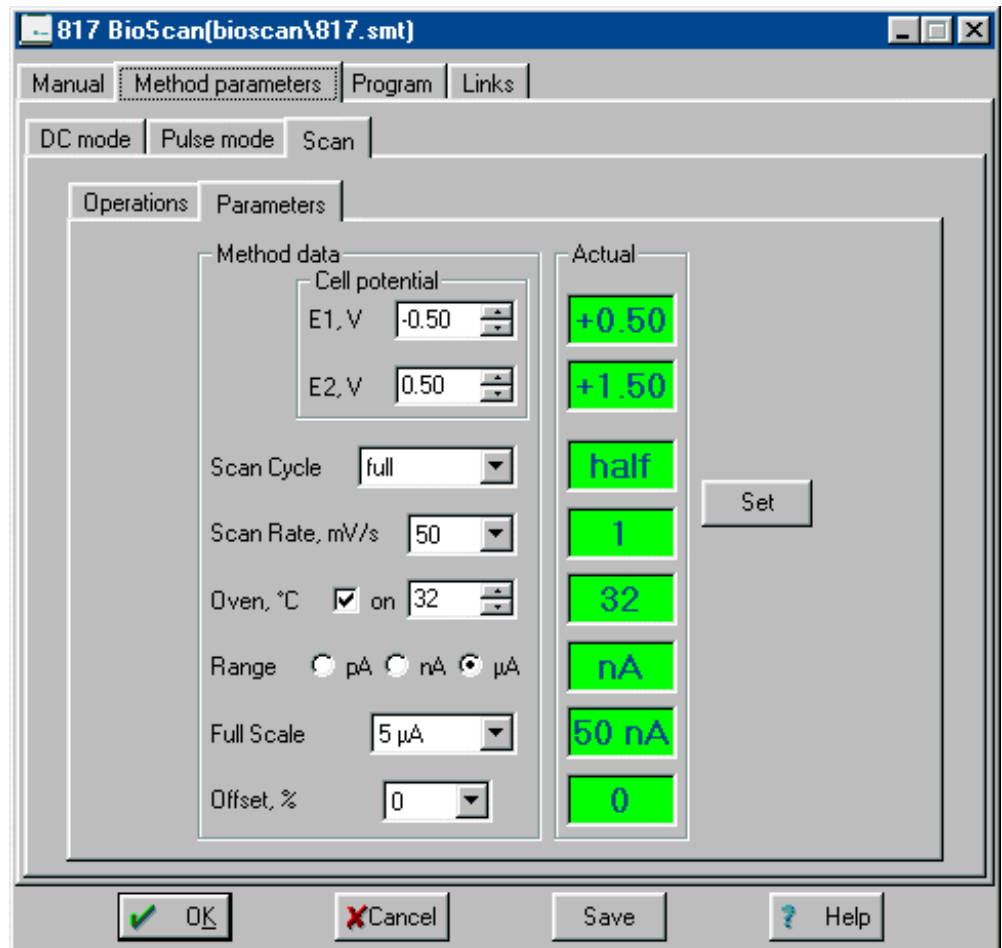 817 BioScan(bioscan\817.smt)
Manual Method parameters Program Links
DC mode Pulse mode Scan
Operations Parameters
Method data Actual
Cell potential
E1, V -0.50 +0.50
E2, V 0.50 +1.50
Scan Cycle full half
Set
Scan Rate, mV/s 50 1
Oven, °C on 32 32
Range pA nA µA nA
Full Scale 5 µA 50 nA
Offset, % 0 0
OK Cancel Save ? Help